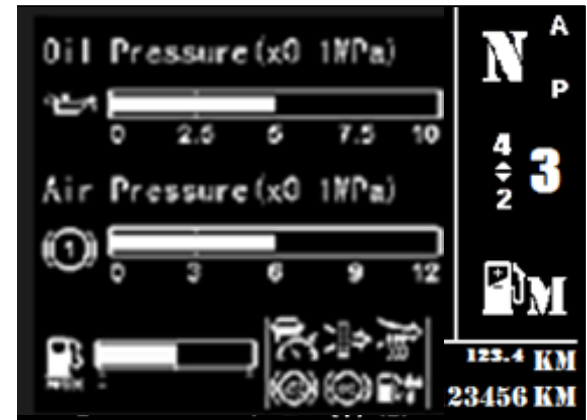 Oil Pressure(x0 1MPa)
0 2.5 5 7.5 10
Air Pressure(x0 1MPa)
1
0 3 6 9 12
N A
P
4
3
2
M
123.4 KM
23456 KM